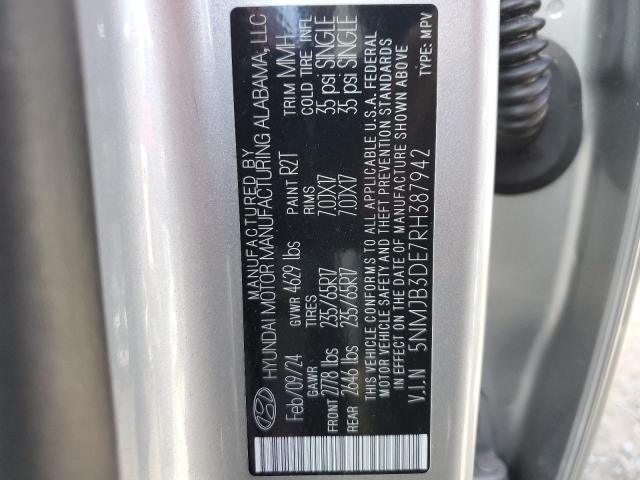 MANUFACTURED BY
HYUNDAI MOTOR MANUFACTURING ALABAMA, LLC
Feb/09/24 GVWR 4629 lbs PAINT R2T TRIM MMH
GAWR TIRES RIMS COLD TIRE INFL
FRONT 2778 lbs 235/65R17 7.00X17 35 psi SINGLE
REAR 2646 lbs 235/65R17 7.00X17 35 psi SINGLE
THIS VEHICLE CONFORMS TO ALL APPLICABLE U.S.A. FEDERAL
MOTOR VEHICLE SAFETY AND THEFT PREVENTION STANDARDS
IN EFFECT ON THE DATE OF MANUFACTURE SHOWN ABOVE
V.I.N 5NMJB3DE7RH387942 TYPE: MPV